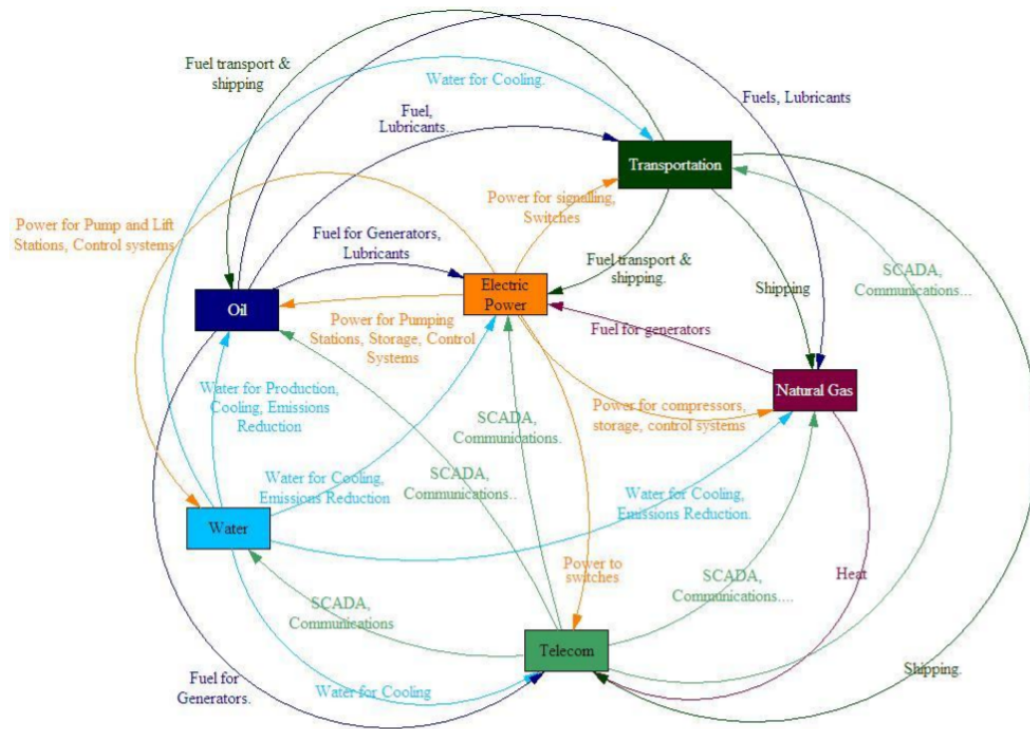 Fuel transport &
shipping
Water for Cooling.
Fuels, Lubricants
Fuel,
Lubricants..
Transportation
Power for signalling,
Switches
Power for Pump and Lift
Stations, Control systems
Fuel for Generators,
Lubricants
Fuel transport &
shipping.
SCADA,
Communications...
Electric
Power
Shipping
Oil
Power for Pumping
Stations, Storage, Control
Systems
Fuel for generators
Natural Gas
Water for Production,
Cooling, Emissions
Reduction
Power for compressors,
storage, control systems
SCADA,
Communications.
SCADA,
Communications..
Water for Cooling,
Emissions Reduction
Water for Cooling,
Emissions Reduction.
Water
Power to
switches
Heat
SCADA,
Communications
SCADA,
Communications....
Telecom
Shipping.
Fuel for
Generators.
Water for Cooling